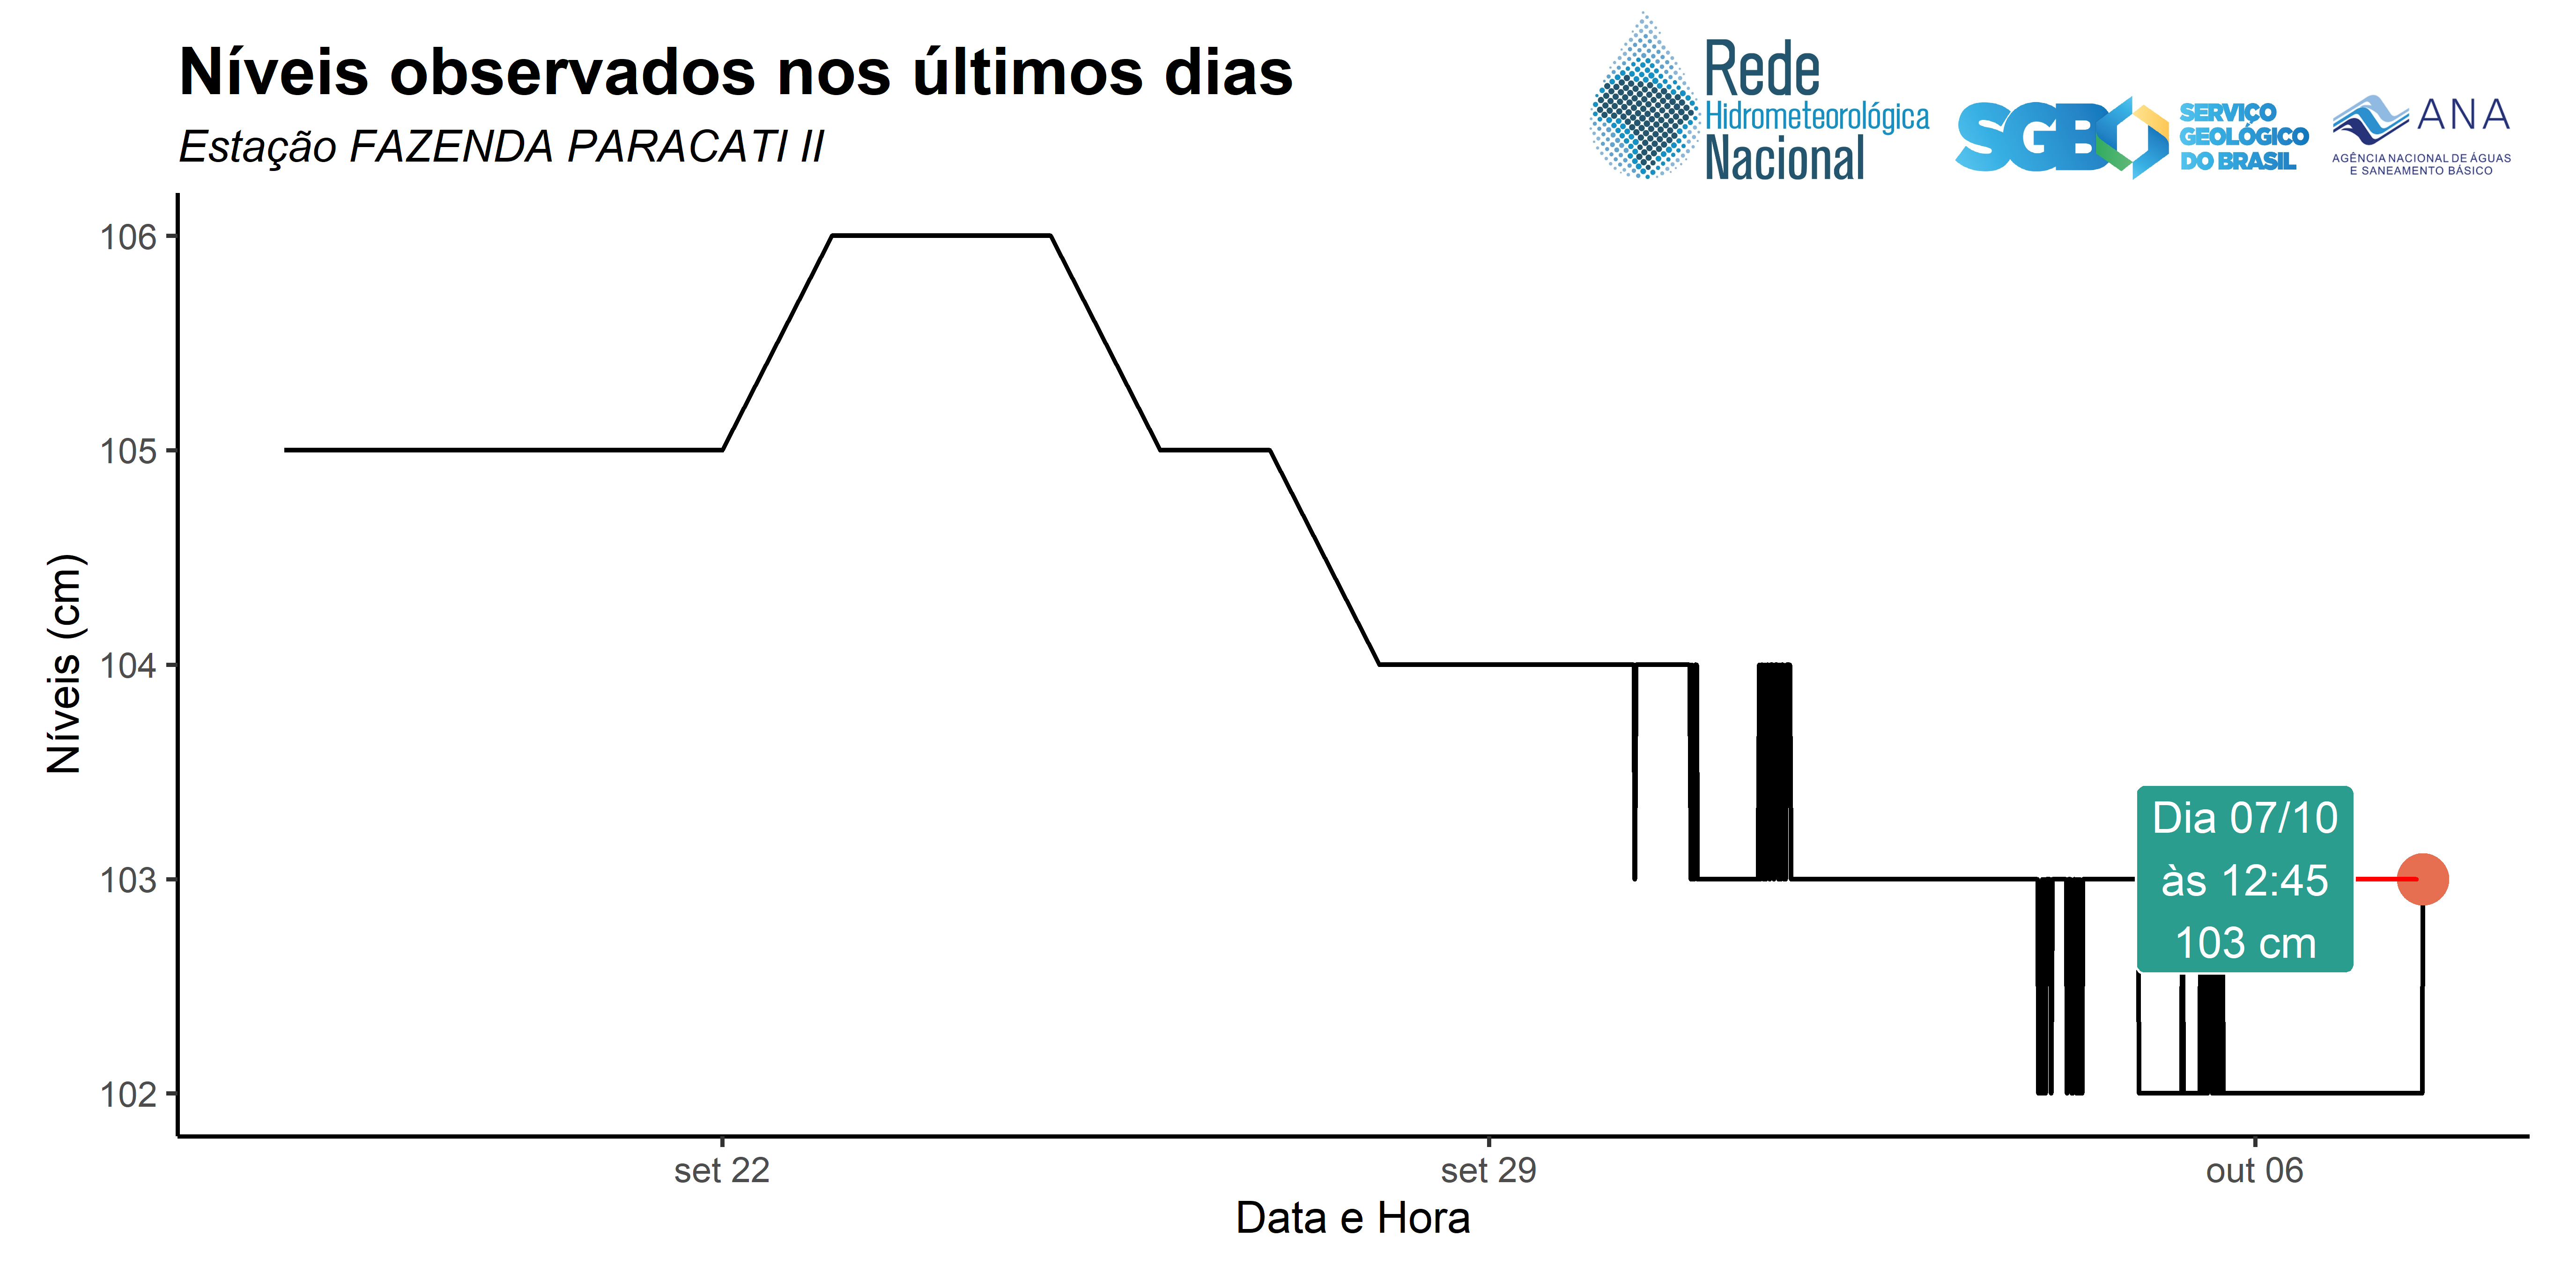 Níveis observados nos últimos dias
Estação FAZENDA PARACATI II
Rede
Hidrometeorológica
Nacional
SGB
SERVIÇO
GEOLÓGICO
DO BRASIL
ANA
AGÊNCIA NACIONAL DE ÁGUAS
E SANEAMENTO BÁSICO
106
105
104
103
102
Níveis (cm)
Dia 07/10
às 12:45
103 cm
set 22
set 29
out 06
Data e Hora